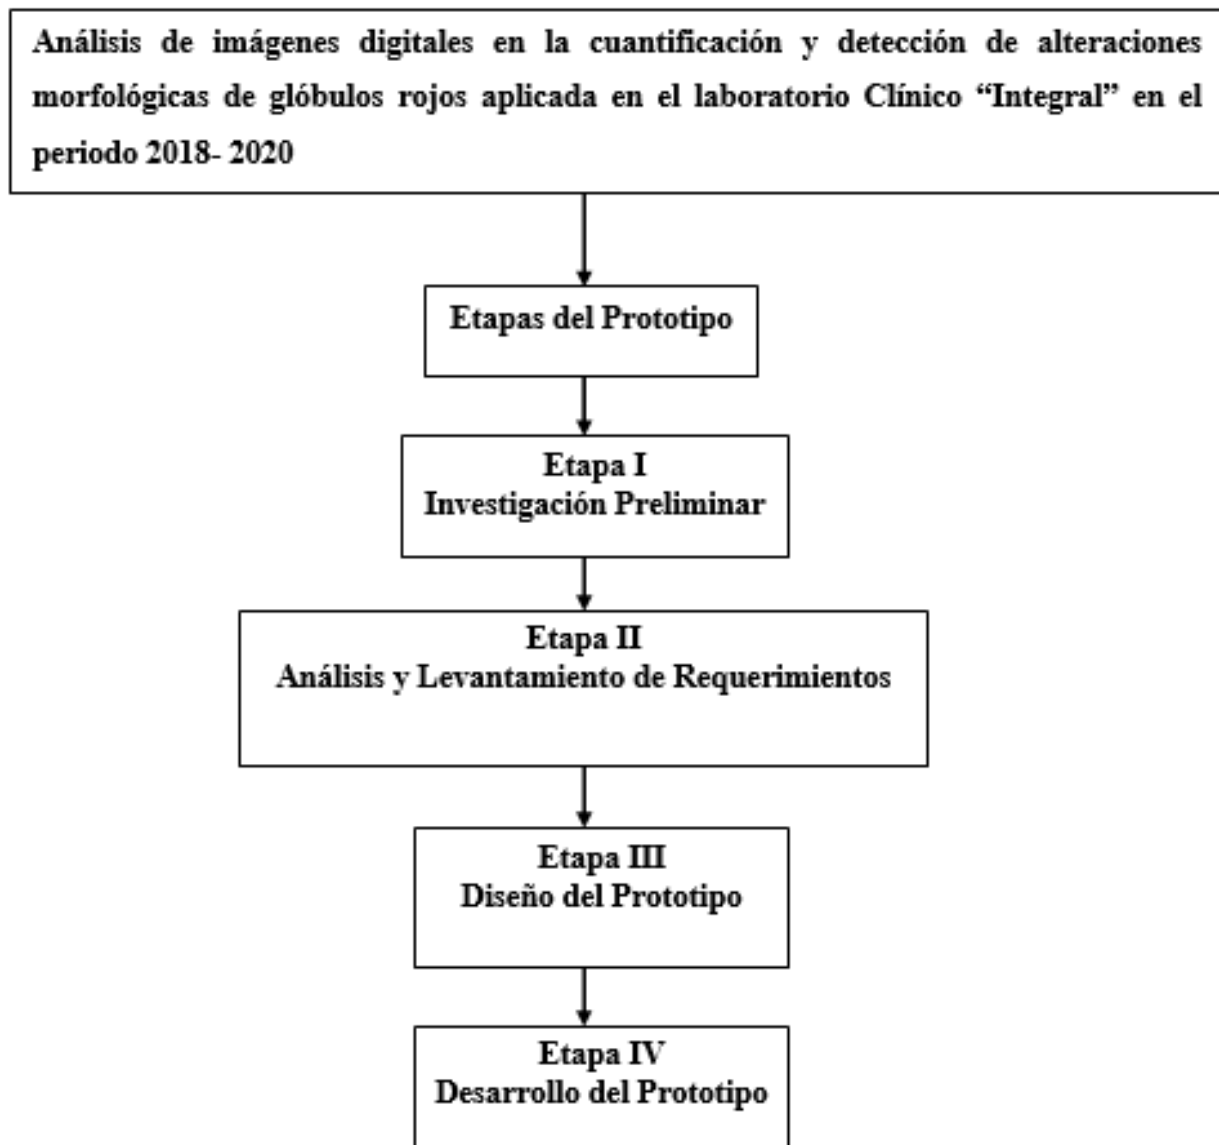 Análisis de imágenes digitales en la cuantificación y detección de alteraciones
morfológicas de glóbulos rojos aplicada en el laboratorio Clínico “Integral” en el
periodo 2018- 2020
Etapas del Prototipo
Etapa I
Investigación Preliminar
Etapa II
Análisis y Levantamiento de Requerimientos
Etapa III
Diseño del Prototipo
Etapa IV
Desarrollo del Prototipo